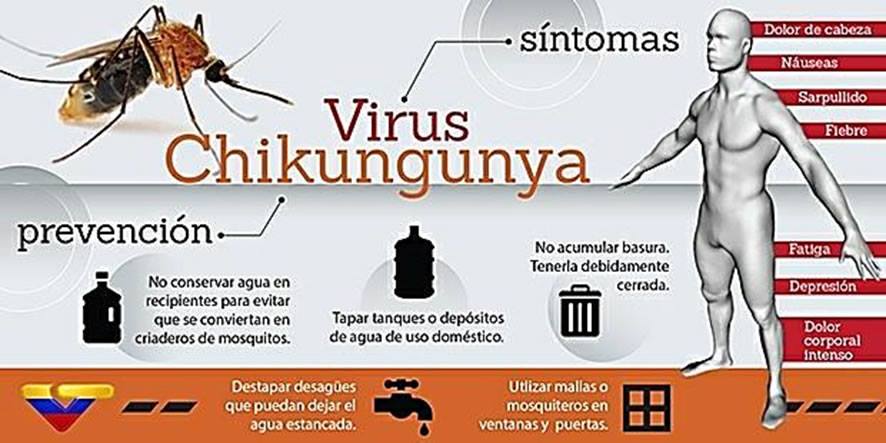 síntomas
Virus
Chikungunya
Dolor de cabeza
Náuseas
Sarpullido
Fiebre
Fatiga
Depresión
Dolor
corporal
intenso
prevención
No conservar agua en
recipientes para evitar
que se conviertan en
criaderos de mosquitos.
Tapar tanques o depósitos
de agua de uso doméstico.
No acumular basura.
Tenerla debidamente
cerrada.
Destapar desagües
que puedan dejar el
agua estancada.
Utilizar mallas o
mosquiteros en
ventanas y puertas.